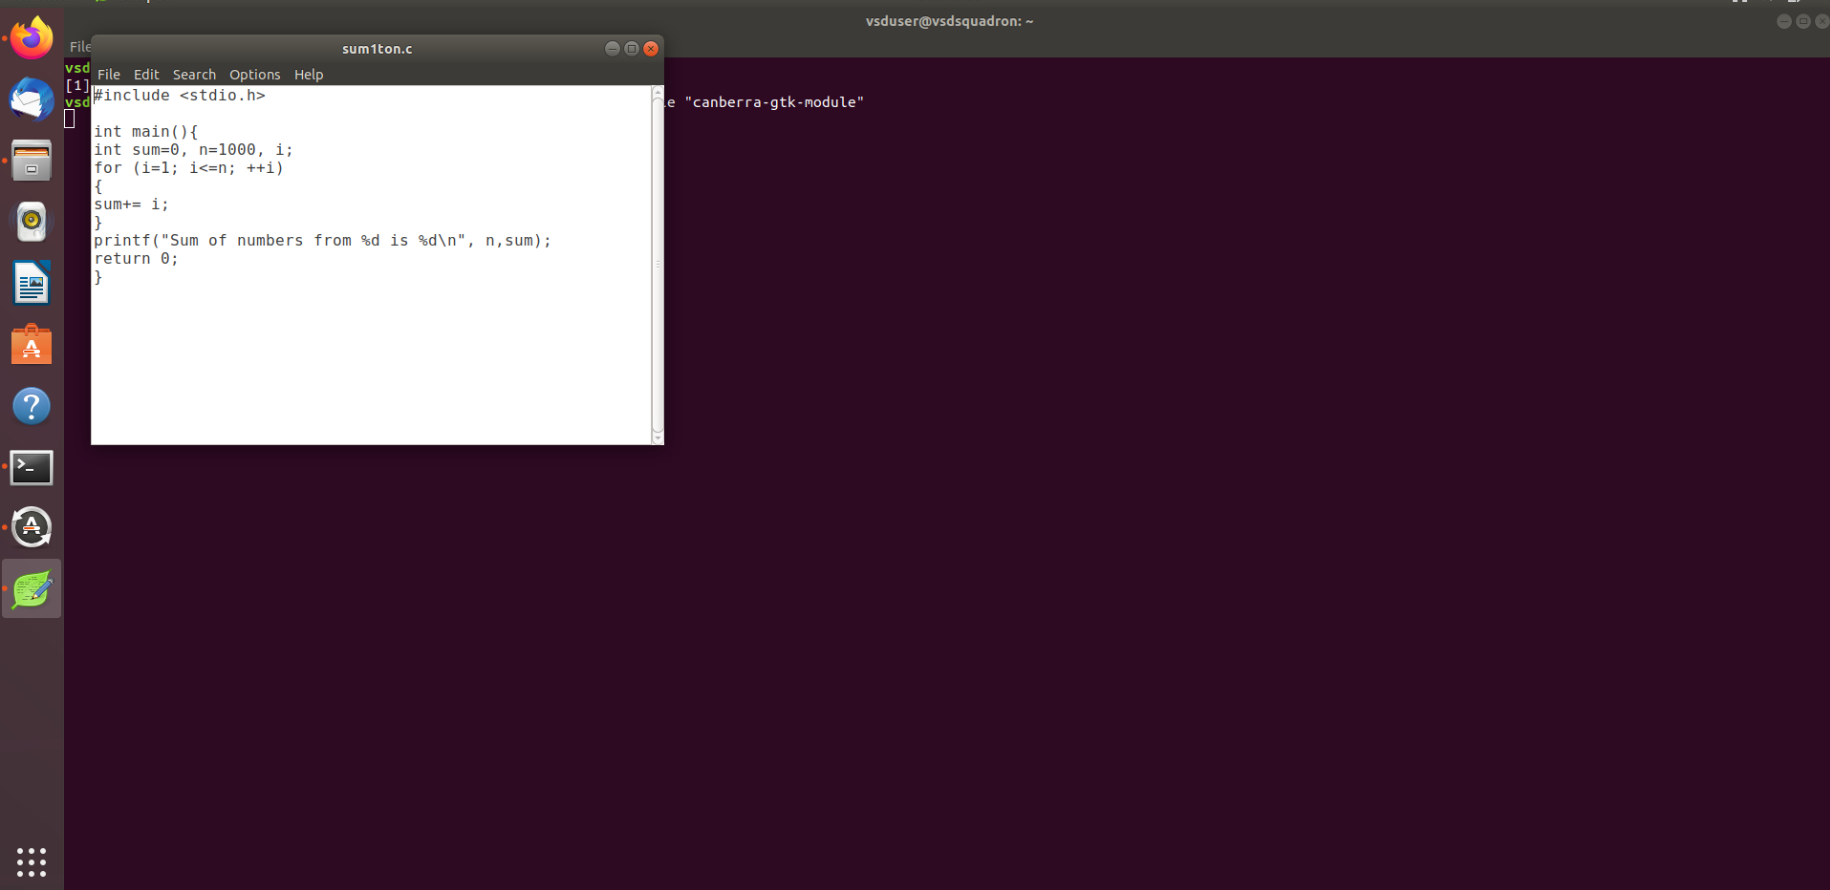 vsduser@vsdsquadron: ~
File
sum1ton.c
File Edit Search Options Help
vsd
[1]
vsd
"canberra-gtk-module"
#include <stdio.h>
int main(){
int sum=0, n=1000, i;
for (i=1; i<=n; ++i)
{
sum+= i;
}
printf("Sum of numbers from %d is %d\n", n,sum);
return 0;
}